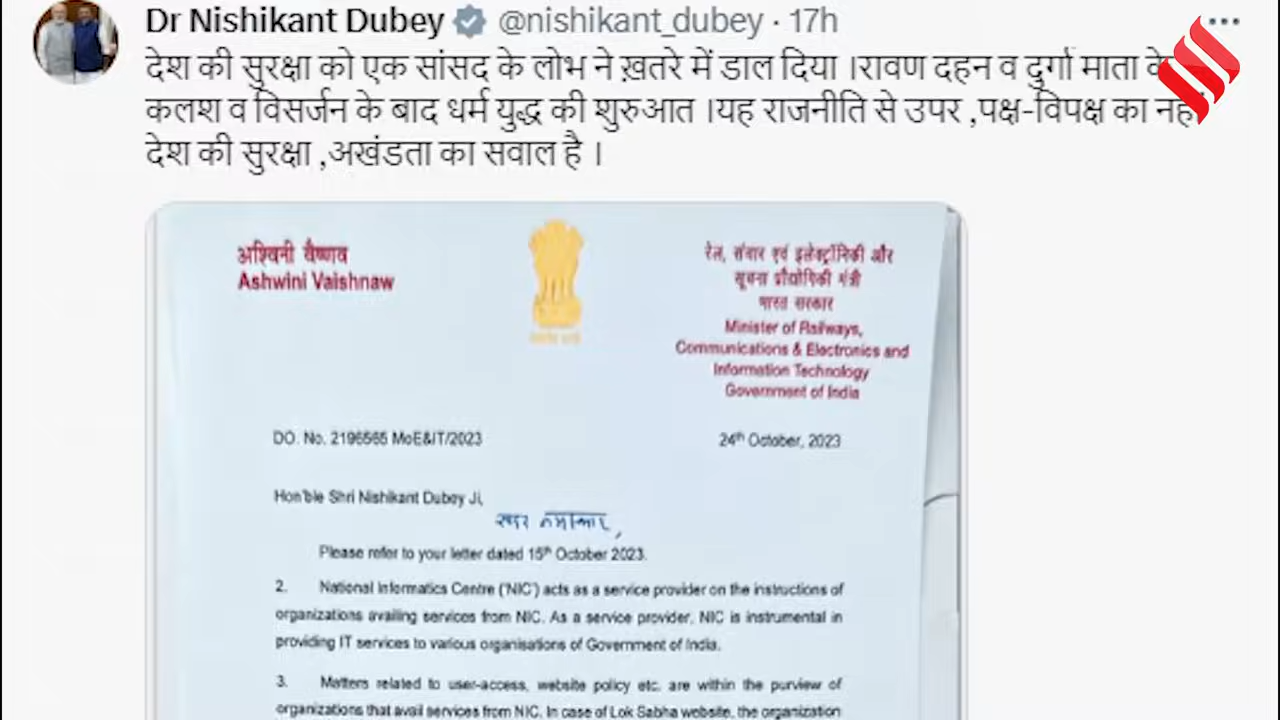 Dr Nishikant Dubey @nishikant_dubey · 17h
देश की सुरक्षा को एक सांसद के लोभ ने ख़तरे में डाल दिया ।रावण दहन व दुर्गा माता के
कलश व विसर्जन के बाद धर्म युद्ध की शुरुआत ।यह राजनीति से उपर ,पक्ष-विपक्ष का नहीं
देश की सुरक्षा ,अखंडता का सवाल है ।
अश्विनी वैष्णव
Ashwini Vaishnaw
रेल, संचार एवं इलेक्ट्रॉनिकी और
सूचना प्रौद्योगिकी मंत्री
भारत सरकार
Minister of Railways,
Communications & Electronics and
Information Technology
Government of India
DO. No. 2196565 MoE&IT/2023
24th October, 2023
Hon'ble Shri Nishikant Dubey Ji,
सादर नमस्कार,
Please refer to your letter dated 15th October 2023.
2. National Informatics Centre ('NIC') acts as a service provider on the instructions of
organizations availing services from NIC. As a service provider, NIC is instrumental in
providing IT services to various organisations of Government of India.
3. Matters related to user-access, website policy etc. are within the purview of
organizations that avail services from NIC. In case of Lok Sabha website, the organization